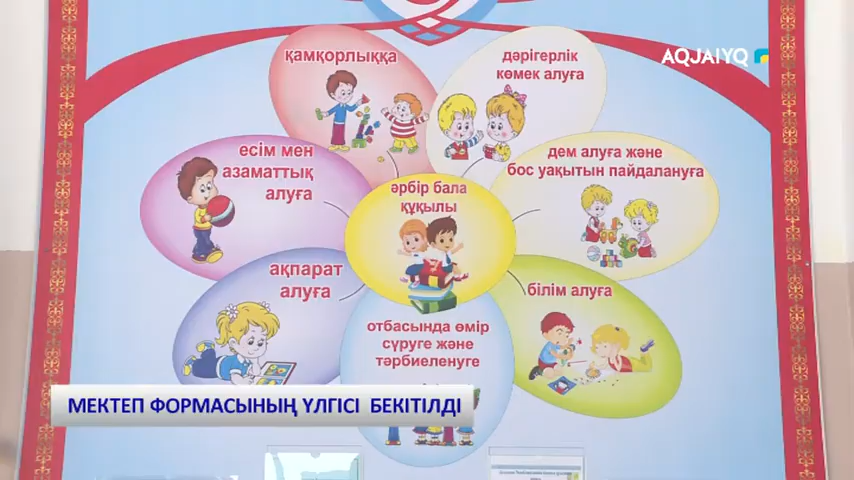 AQJAIYQ
қамқорлыққа
дәрігерлік
көмек алуға
есім мен
азаматтық
алуға
дем алуға және
бос уақытын пайдалануға
әрбір бала
құқылы
ақпарат
алуға
білім алуға
отбасында өмір
сүруге және
тәрбиеленуге
МЕКТЕП ФОРМАСЫНЫҢ ҮЛГІСІ БЕКІТІЛДІ